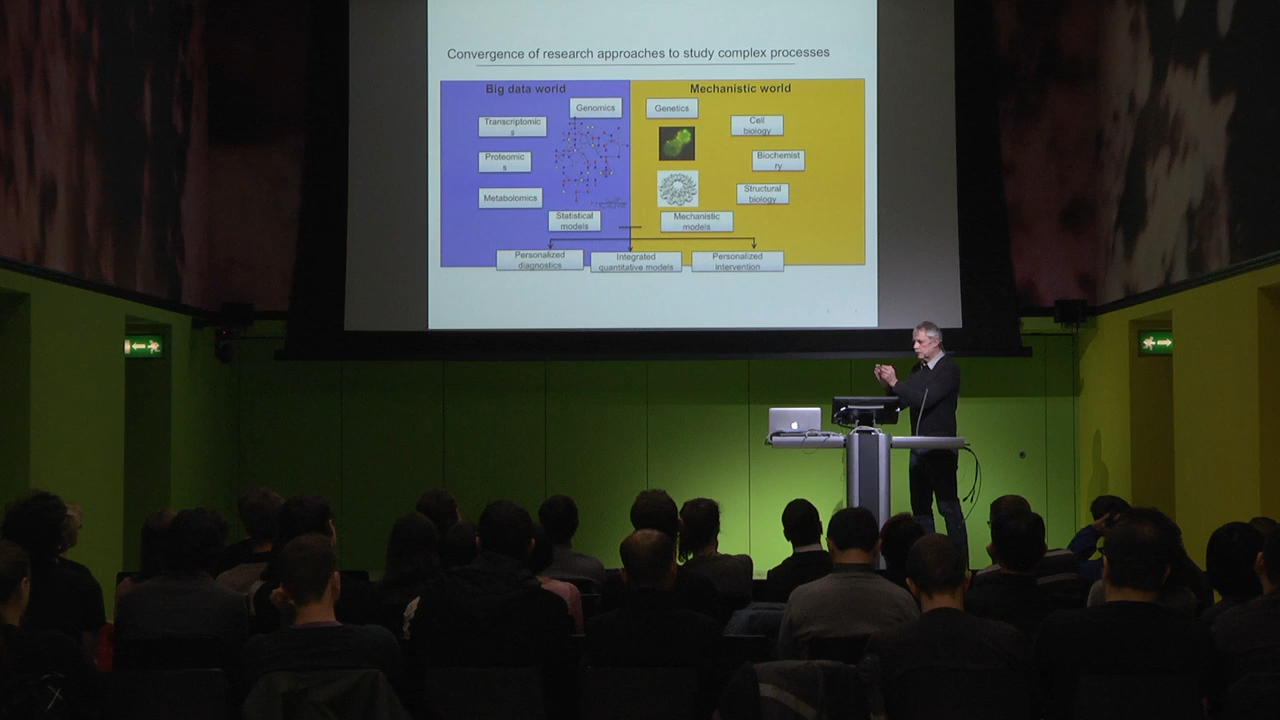 Convergence of research approaches to study complex processes
Big data world
Mechanistic world
Genomics
Genetics
Transcriptomic
s
Cell
biology
Proteomic
s
Biochemist
ry
Metabolomics
Structural
biology
Statistical
models
Mechanistic
models
Personalized
diagnostics
Integrated
quantitative models
Personalized
intervention